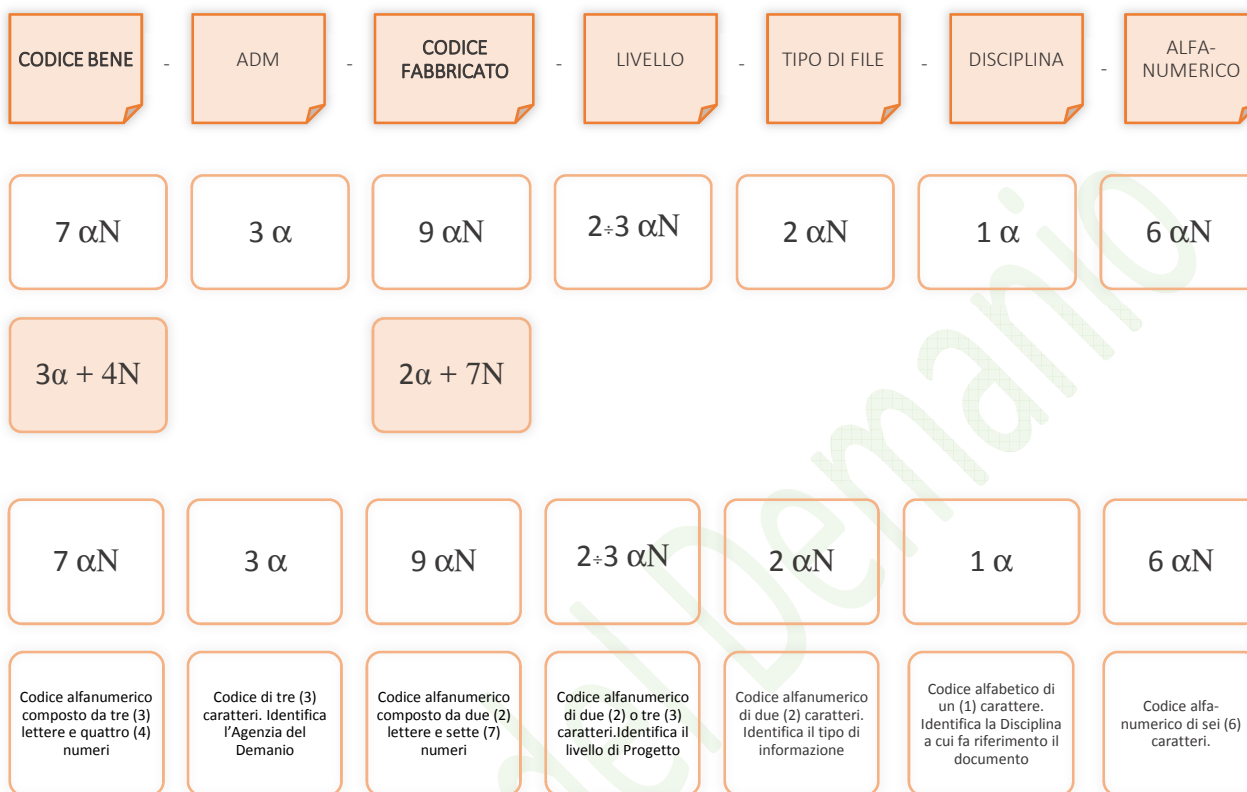 CODICE BENE - ADM - CODICE FABBRICATO - LIVELLO - TIPO DI FILE - DISCIPLINA - ALFA-NUMERICO
7 αN 3 α 9 αN 2÷3 αN 2 αN 1 α 6 αN
3α + 4N 2α + 7N
7 αN 3 α 9 αN 2÷3 αN 2 αN 1 α 6 αN
Codice alfanumerico
composto da tre (3)
lettere e quattro (4)
numeri
Codice di tre (3)
caratteri. Identifica
l'Agenzia del
Demanio
Codice alfanumerico
composto da due (2)
lettere e sette (7)
numeri
Codice alfanumerico
di due (2) o tre (3)
caratteri.Identifica il
livello di Progetto
Codice alfanumerico
di due (2) caratteri.
Identifica il tipo di
informazione
Codice alfabetico di
un (1) carattere.
Identifica la Disciplina
a cui fa riferimento il
documento
Codice alfa-
numerico di sei (6)
caratteri.
del Demanio